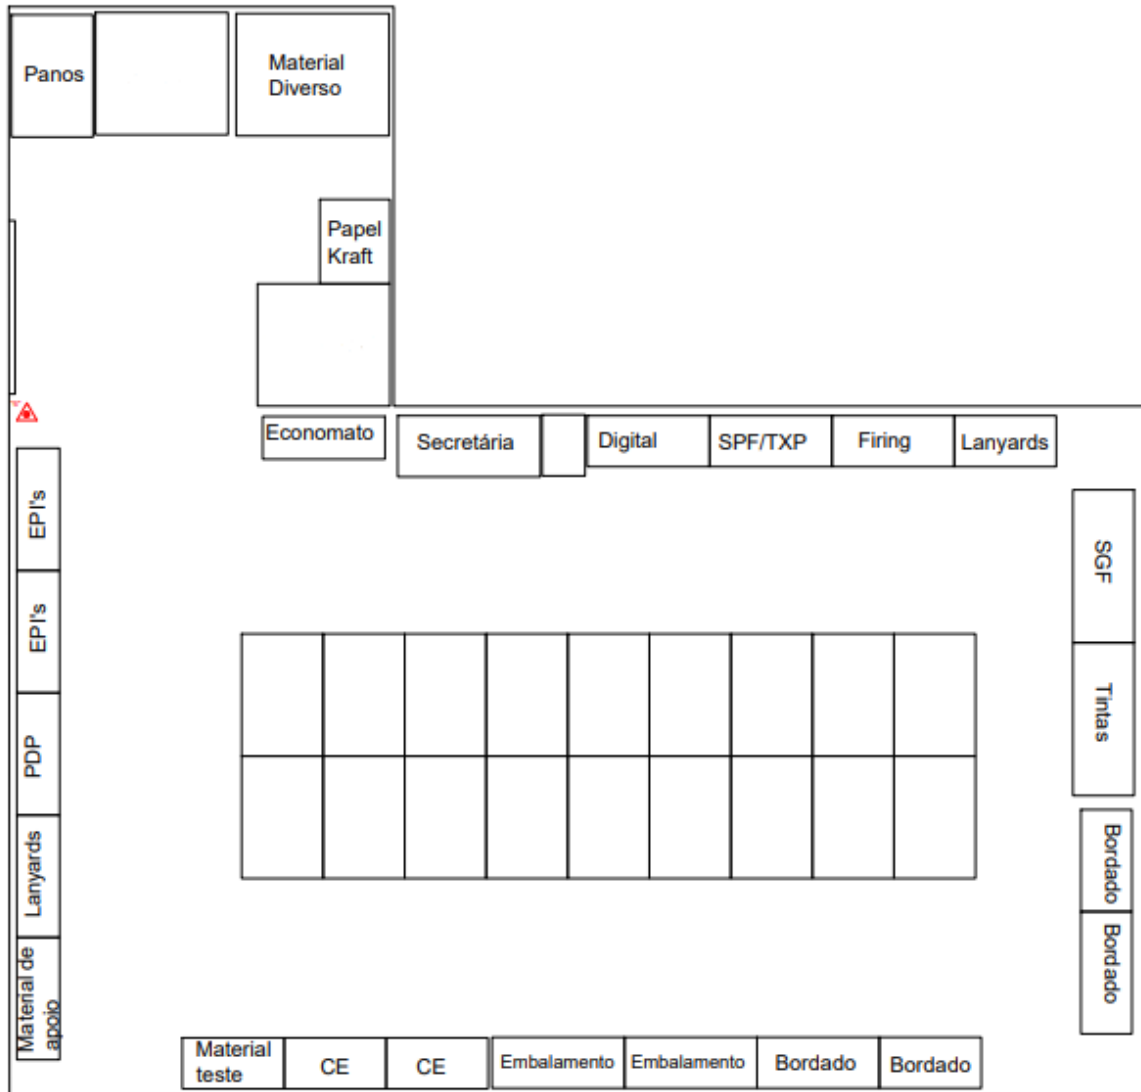 Panos
Material
Diverso
Papel
Kraft
Economato
Secretária
Digital
SPF/TXP
Firing
Lanyards
EPI's
EPI's
PDP
Lanyards
Material de
apoio
SGF
Tintas
Bordado
Bordado
Material
teste
CE
CE
Embalamento
Embalamento
Bordado
Bordado